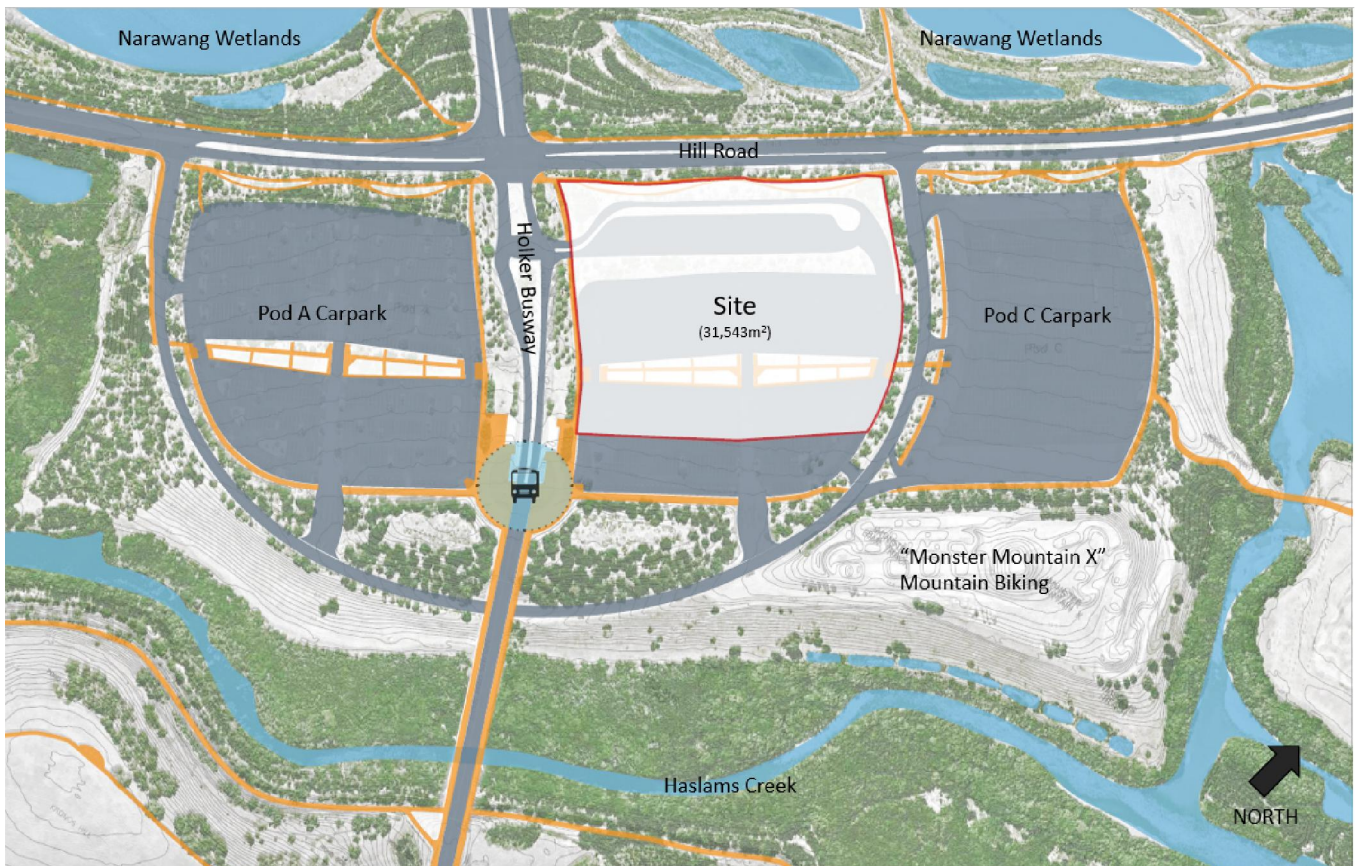 Narawang Wetlands
Narawang Wetlands
Hill Road
Holker Busway
Site
(31,543m²)
Pod A Carpark
Pod C Carpark
“Monster Mountain X”
Mountain Biking
Haslams Creek
NORTH